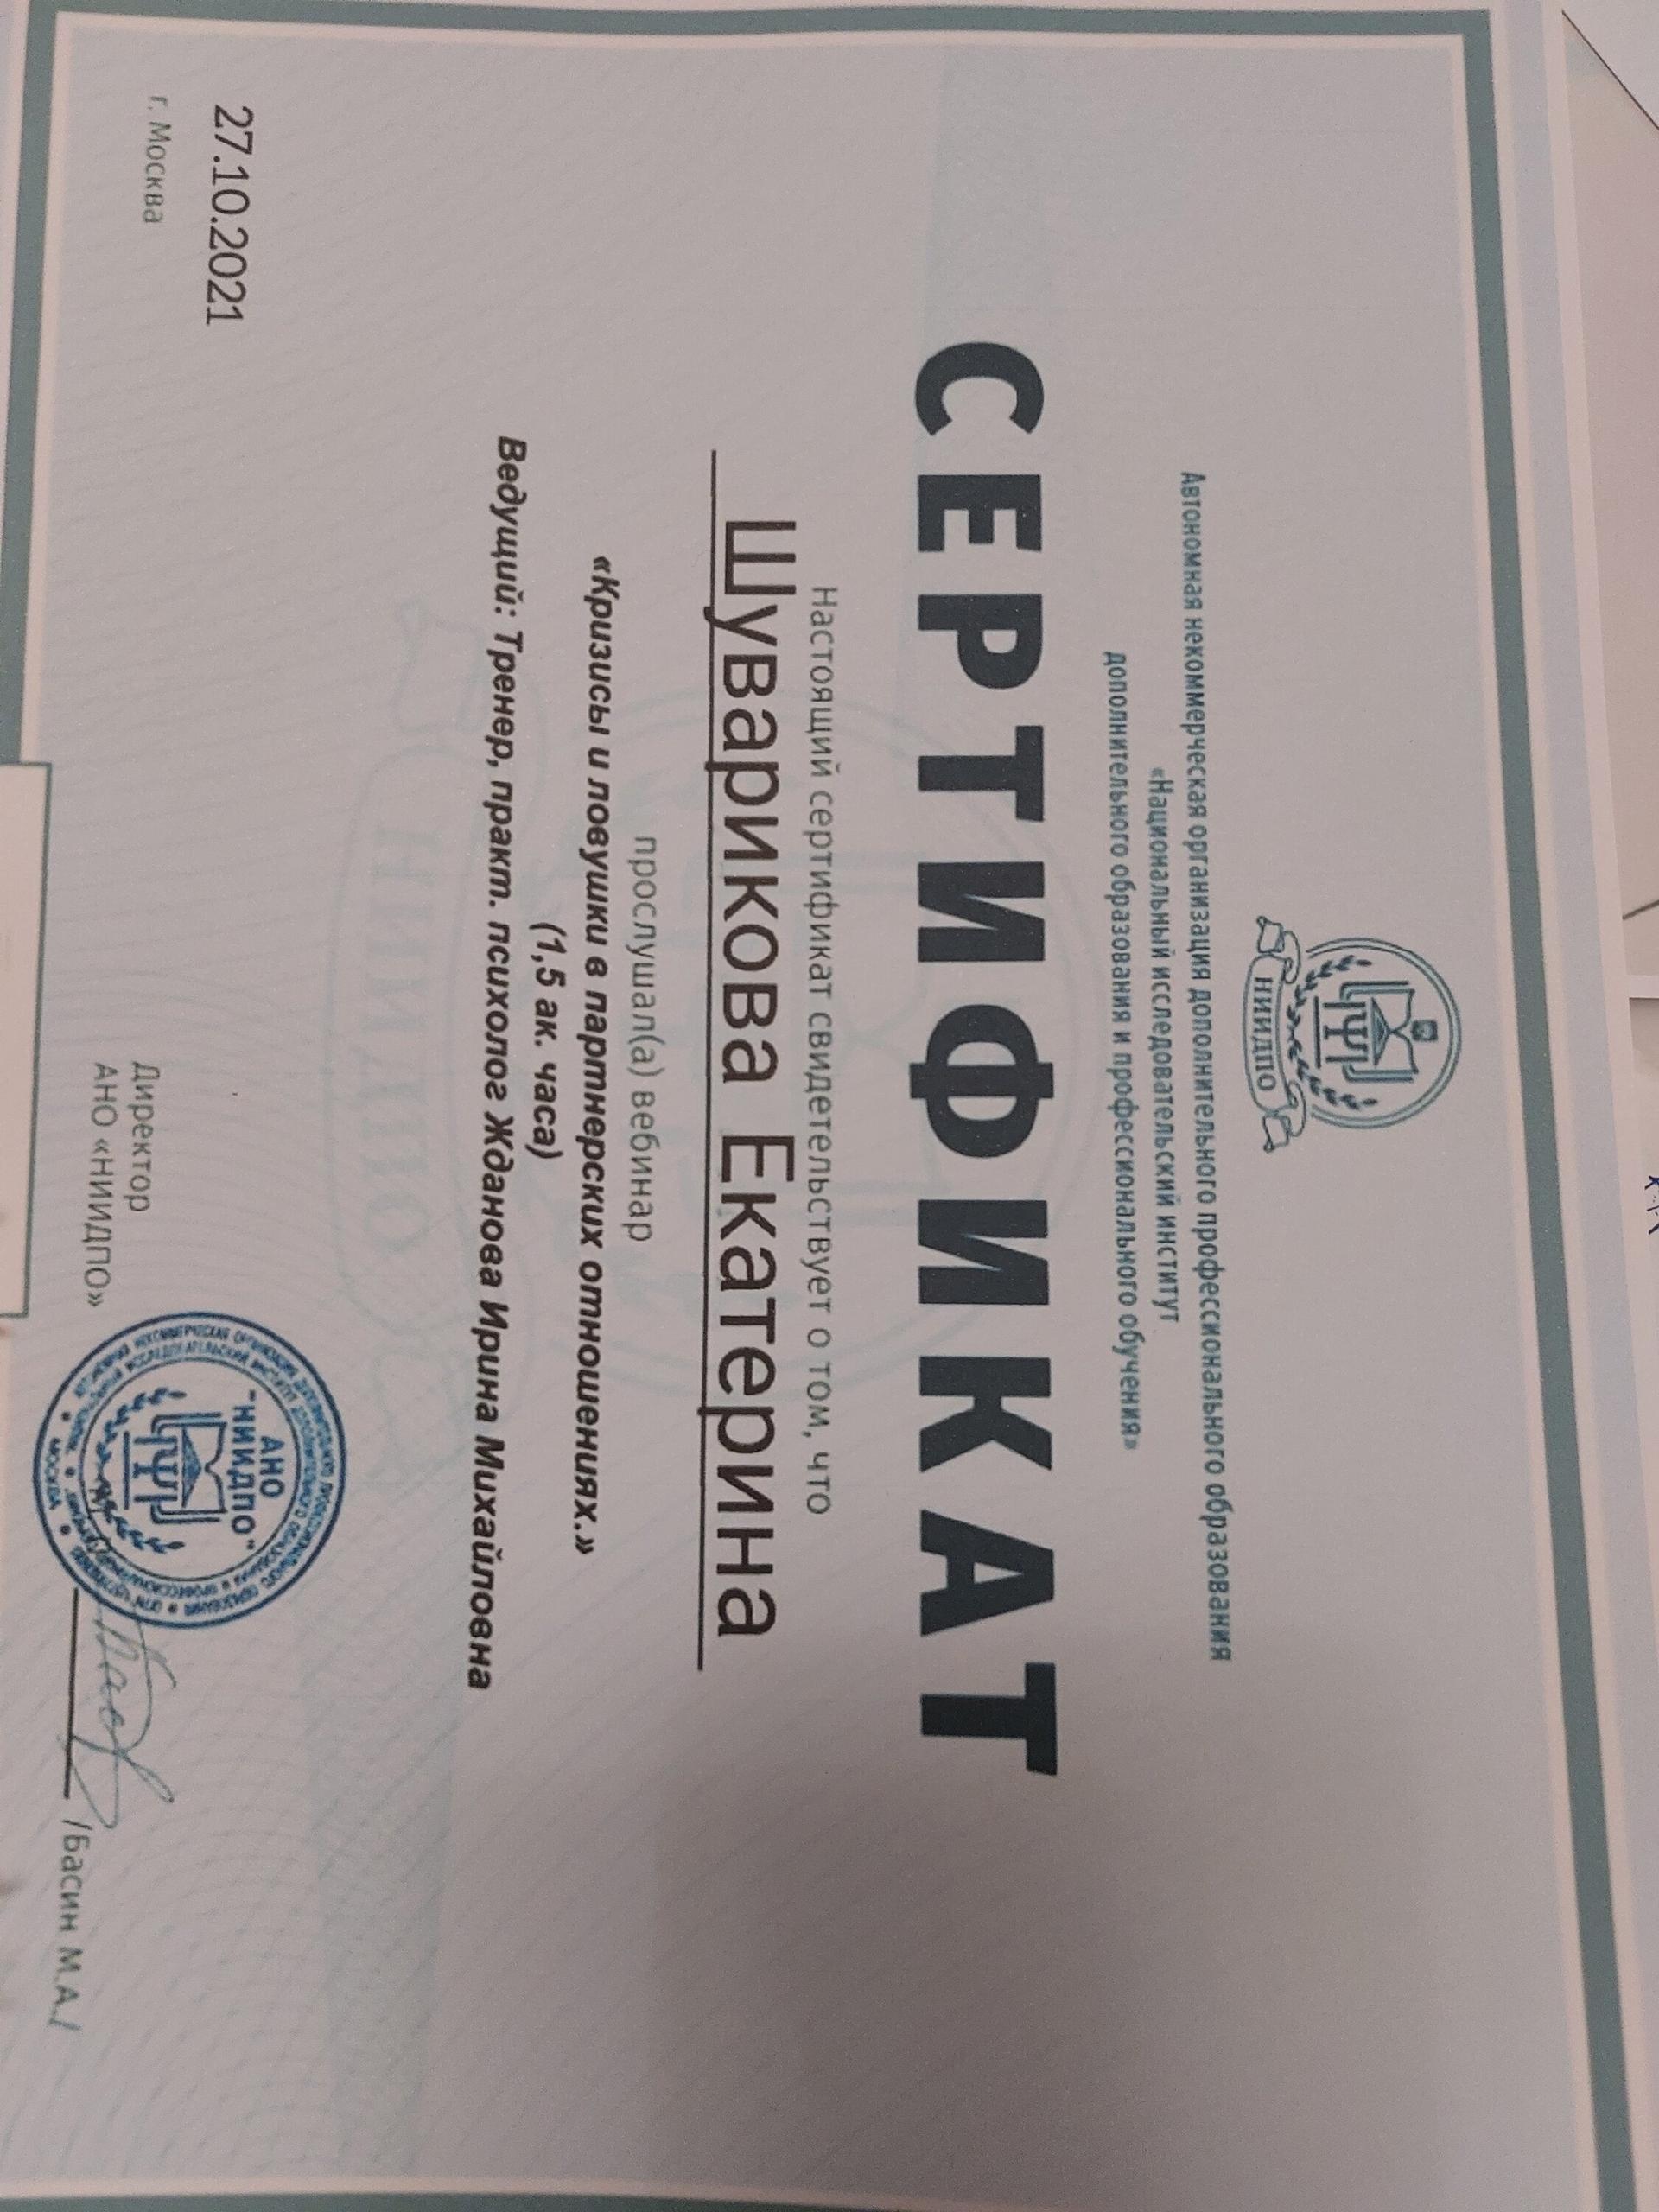 НИИДПО
Автономная некоммерческая организация дополнительного профессионального образования
«Национальный исследовательский институт
дополнительного образования и профессионального обучения»
СЕРТИФИКАТ
Настоящий сертификат свидетельствует о том, что
Шуварикова Екатерина
прослушал(а) вебинар
«Кризисы и ловушки в партнерских отношениях.»
(1,5 ак. часа)
Ведущий: Тренер, практ. психолог Жданова Ирина Михайловна
НИИДПО
27.10.2021
г. Москва
Директор
АНО «НИИДПО»
/Басин М.А./
АНО
"НИИДПО"
МОСКВА